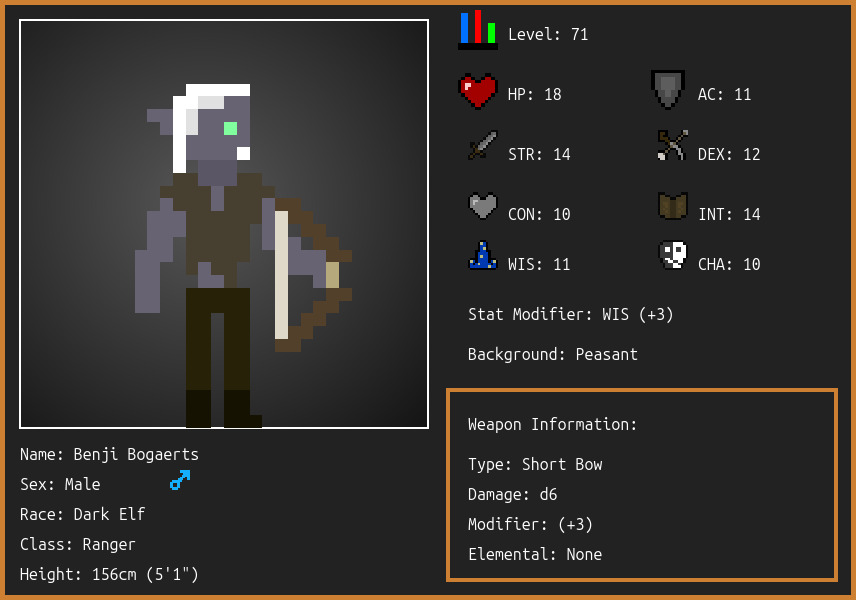 Level: 71
HP: 18
AC: 11
STR: 14
DEX: 12
CON: 10
INT: 14
WIS: 11
CHA: 10
Stat Modifier: WIS (+3)
Background: Peasant
Weapon Information:
Type: Short Bow
Damage: d6
Modifier: (+3)
Elemental: None
Name: Benji Bogaerts
Sex: Male
Race: Dark Elf
Class: Ranger
Height: 156cm (5'1")